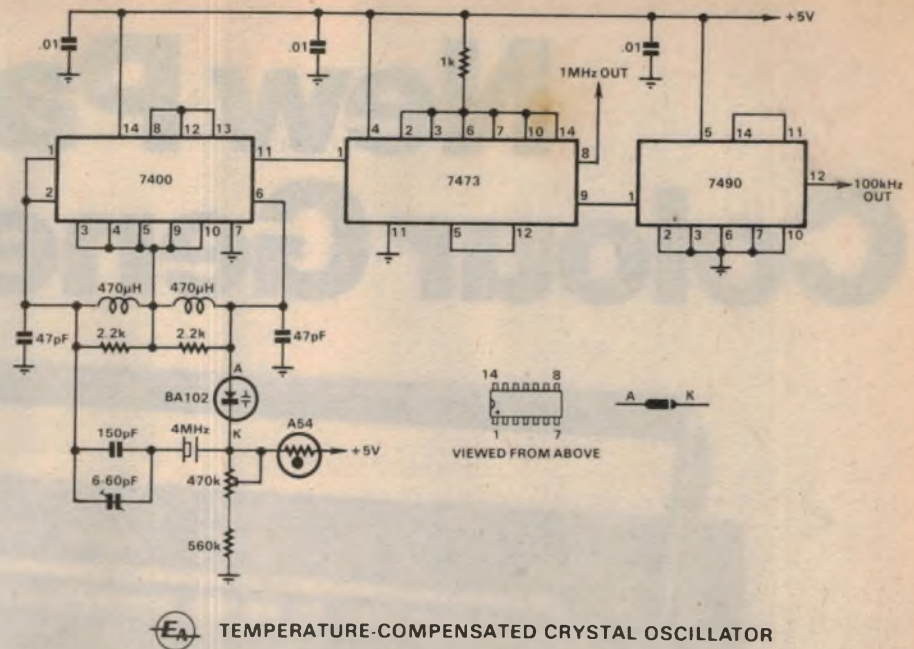 +5V
.01
.01
.01
1k
1MHz OUT
14 8 12 13
4 2 3 6 7 10 14
5 14 11
1 2 7400 11 6
1 7473 8 9
1 7490 12
100kHz OUT
3 4 5 9 10 7
11 5 12
2 3 6 7 10
470µH 470µH
47pF 2.2k 2.2k 47pF
A
BA102
K
150pF 4MHz A54 +5V
6-60pF 470k
560k
14 8
1 7
VIEWED FROM ABOVE
A K
EA TEMPERATURE-COMPENSATED CRYSTAL OSCILLATOR